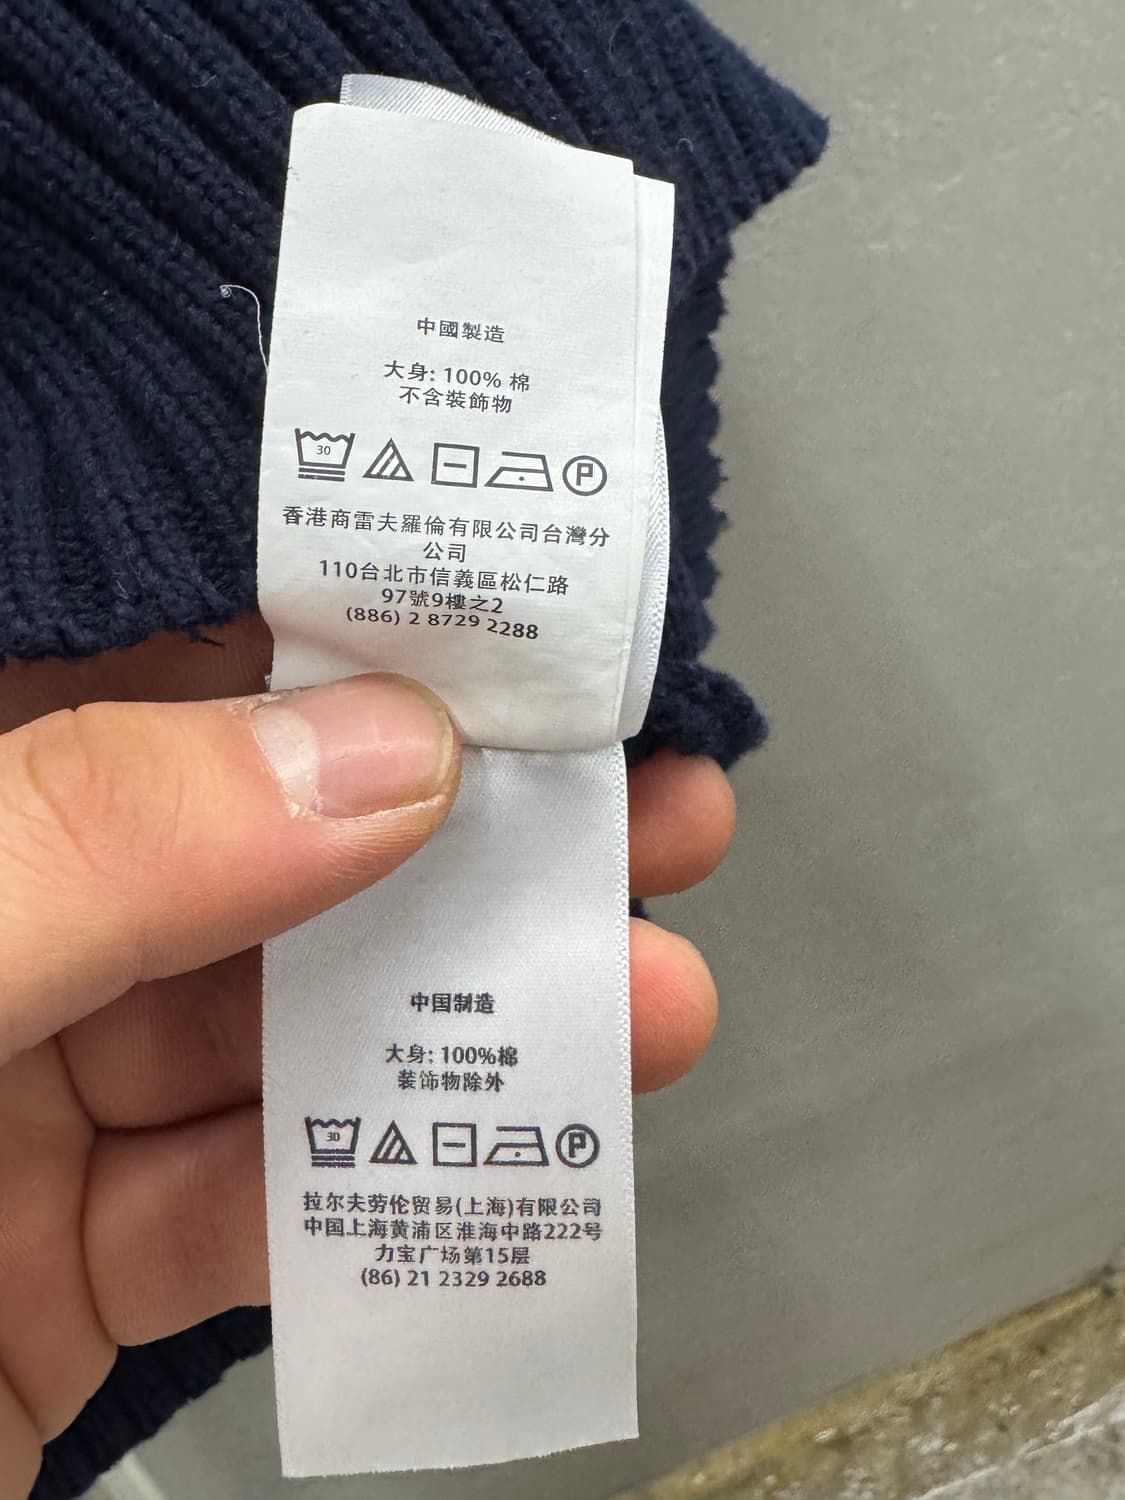 中國製造
大身: 100% 棉
不含裝飾物
30
P
香港商雷夫羅倫有限公司台灣分
公司
110台北市信義區松仁路
97號9樓之2
(886) 2 8729 2288
中国制造
大身: 100%棉
装饰物除外
30
P
拉尔夫劳伦贸易(上海)有限公司
中国上海黄浦区淮海中路222号
力宝广场第15层
(86) 21 2329 2688